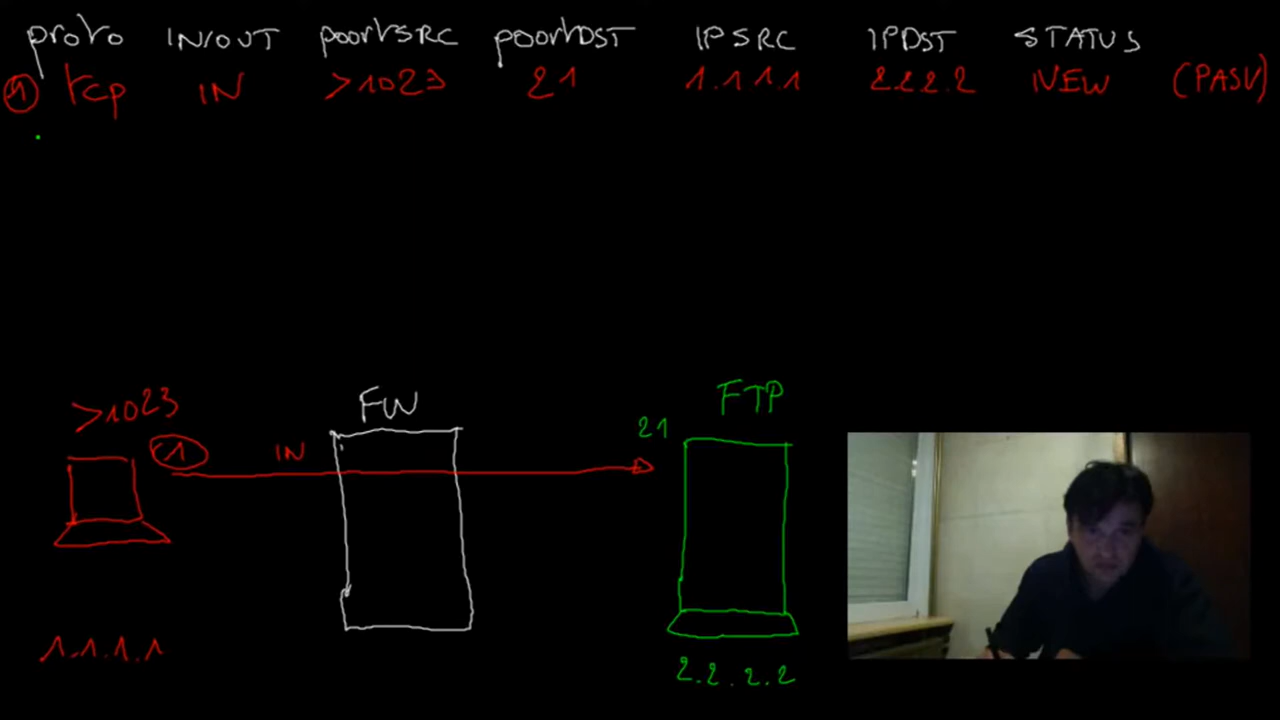 proto IN/OUT poortSRC poortDST IPSRC IPDST STATUS
1 tcp IN >1023 21 1.1.1.1 2.2.2.2 NEW (PASV)
>1023 FW FTP
1 IN 21
1.1.1.1 2.2.2.2